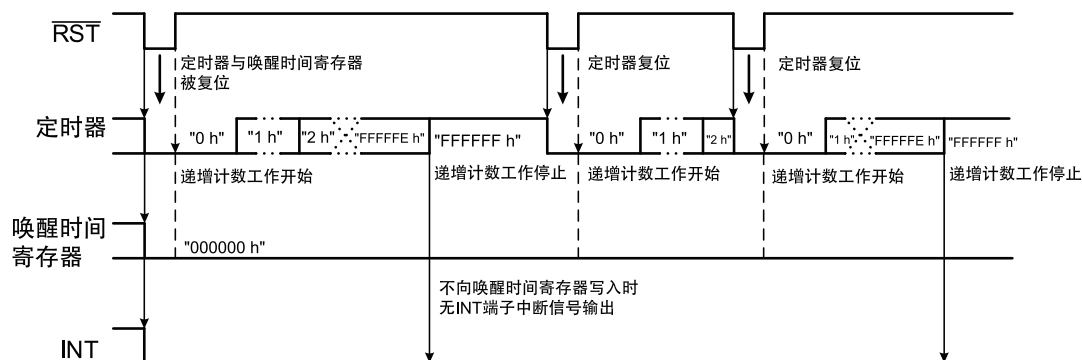 RST
定时器与唤醒时间寄存器
被复位
定时器复位
定时器复位
定时器
"0 h"
"1 h"
"2 h"
"FFFFFE h"
"FFFFFF h"
"0 h"
"1 h"
"2 h"
"0 h"
"1 h"
"FFFFFE h"
"FFFFFF h"
递增计数工作开始
递增计数工作停止
递增计数工作开始
递增计数工作开始
递增计数工作停止
唤醒时间
寄存器
"000000 h"
不向唤醒时间寄存器写入时
无INT端子中断信号输出
INT